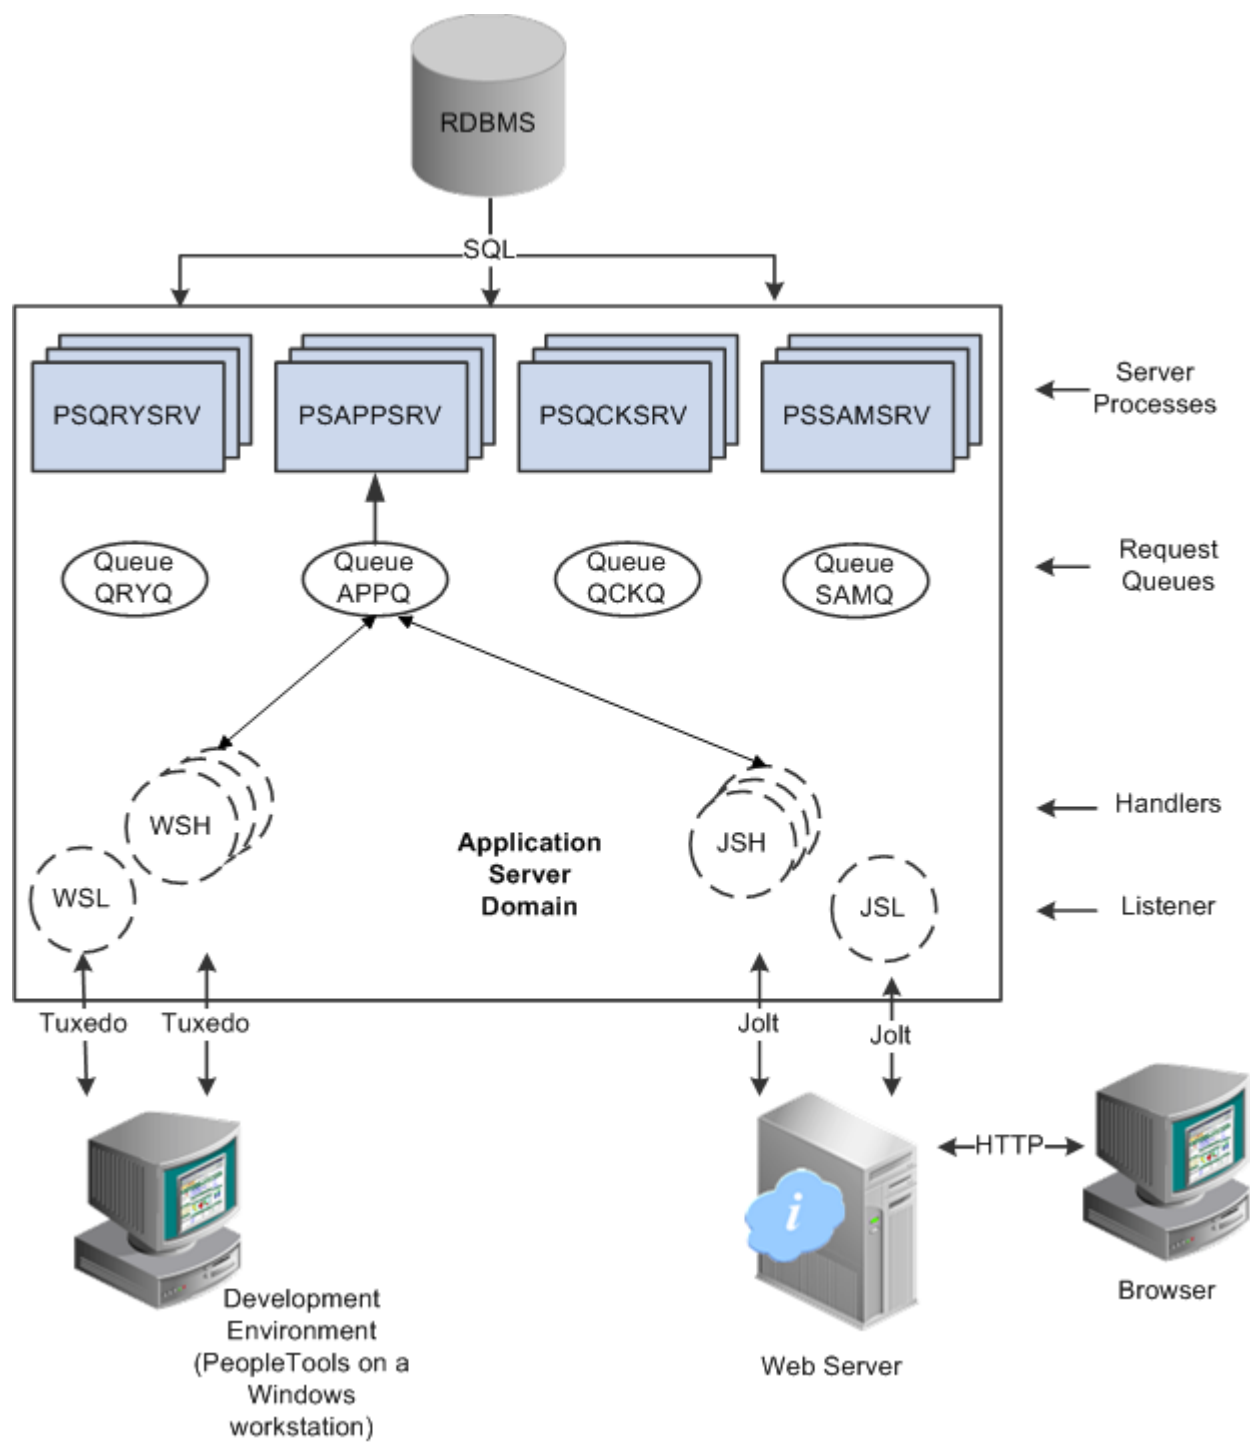 RDBMS
SQL
PSQRYSRV
PSAPPSRV
PSQCKSRV
PSSAMSRV
Server
Processes
Queue
QRYQ
Queue
APPQ
Queue
QCKQ
Queue
SAMQ
Request
Queues
WSH
JSH
Handlers
Application
Server
Domain
WSL
JSL
Listener
Tuxedo
Tuxedo
Jolt
Jolt
HTTP
i
Browser
Development
Environment
(PeopleTools on a
Windows
workstation)
Web Server